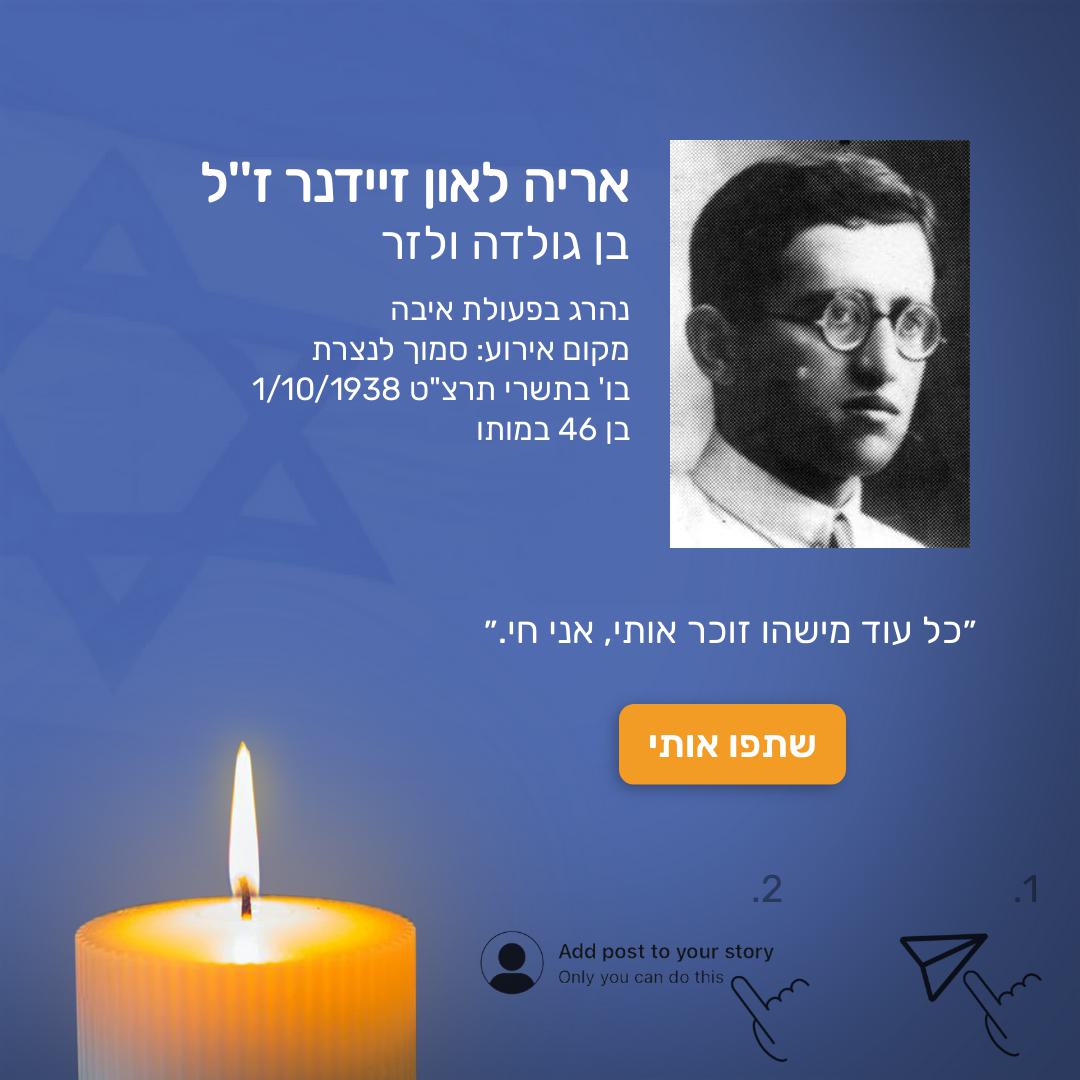 אריה לאון זיידנר ז"ל
בן גולדה ולזר
נהרג בפעולת איבה
מקום אירוע: סמוך לנצרת
בו' בתשרי תרצ"ט 1/10/1938
בן 46 במותו
״כל עוד מישהו זוכר אותי, אני חי.״
שתפו אותי
1.
2.
Add post to your story
Only you can do this